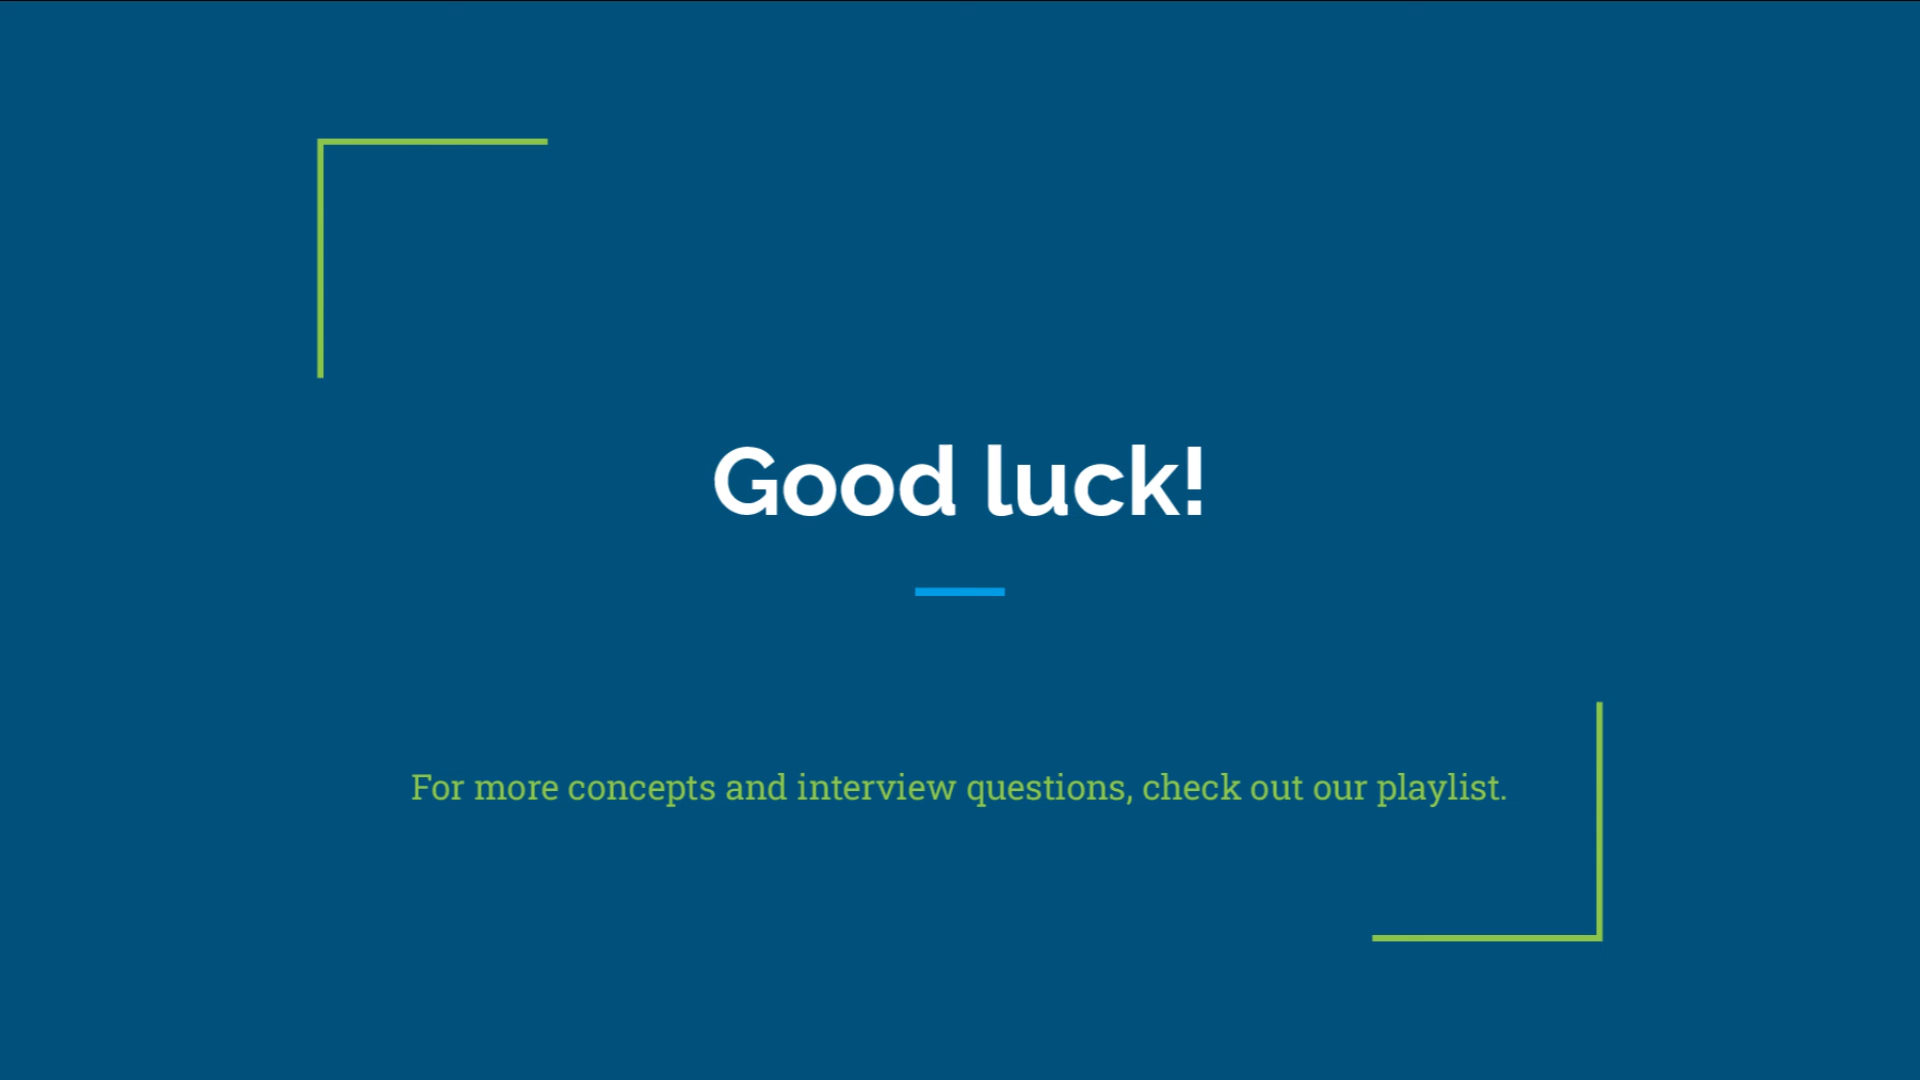 Good luck!
For more concepts and interview questions, check out our playlist.